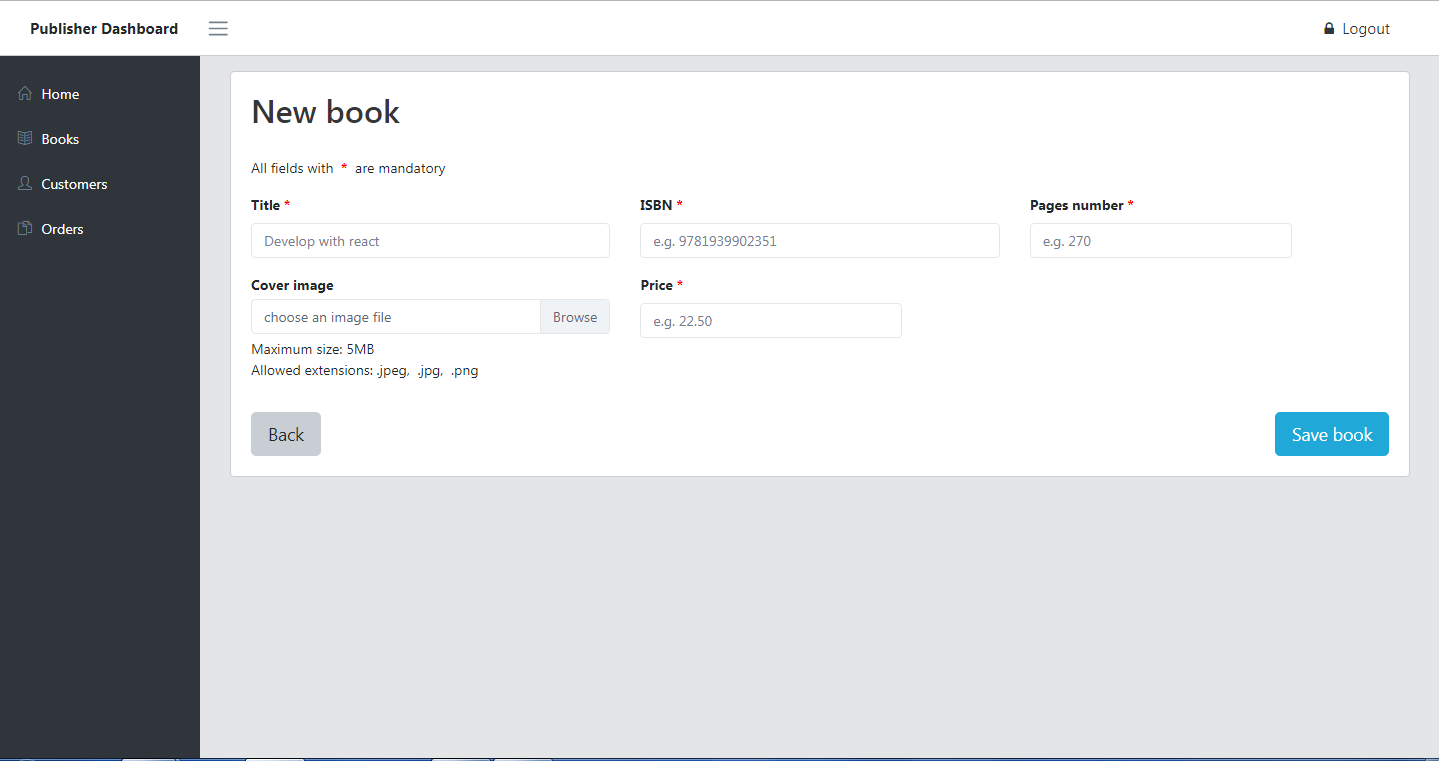 Publisher Dashboard
Logout
Home
Books
Customers
Orders
New book
All fields with * are mandatory
Title * ISBN * Pages number *
Develop with react e.g. 9781939902351 e.g. 270
Cover image Price *
choose an image file Browse e.g. 22.50
Maximum size: 5MB
Allowed extensions: .jpeg, .jpg, .png
Back Save book